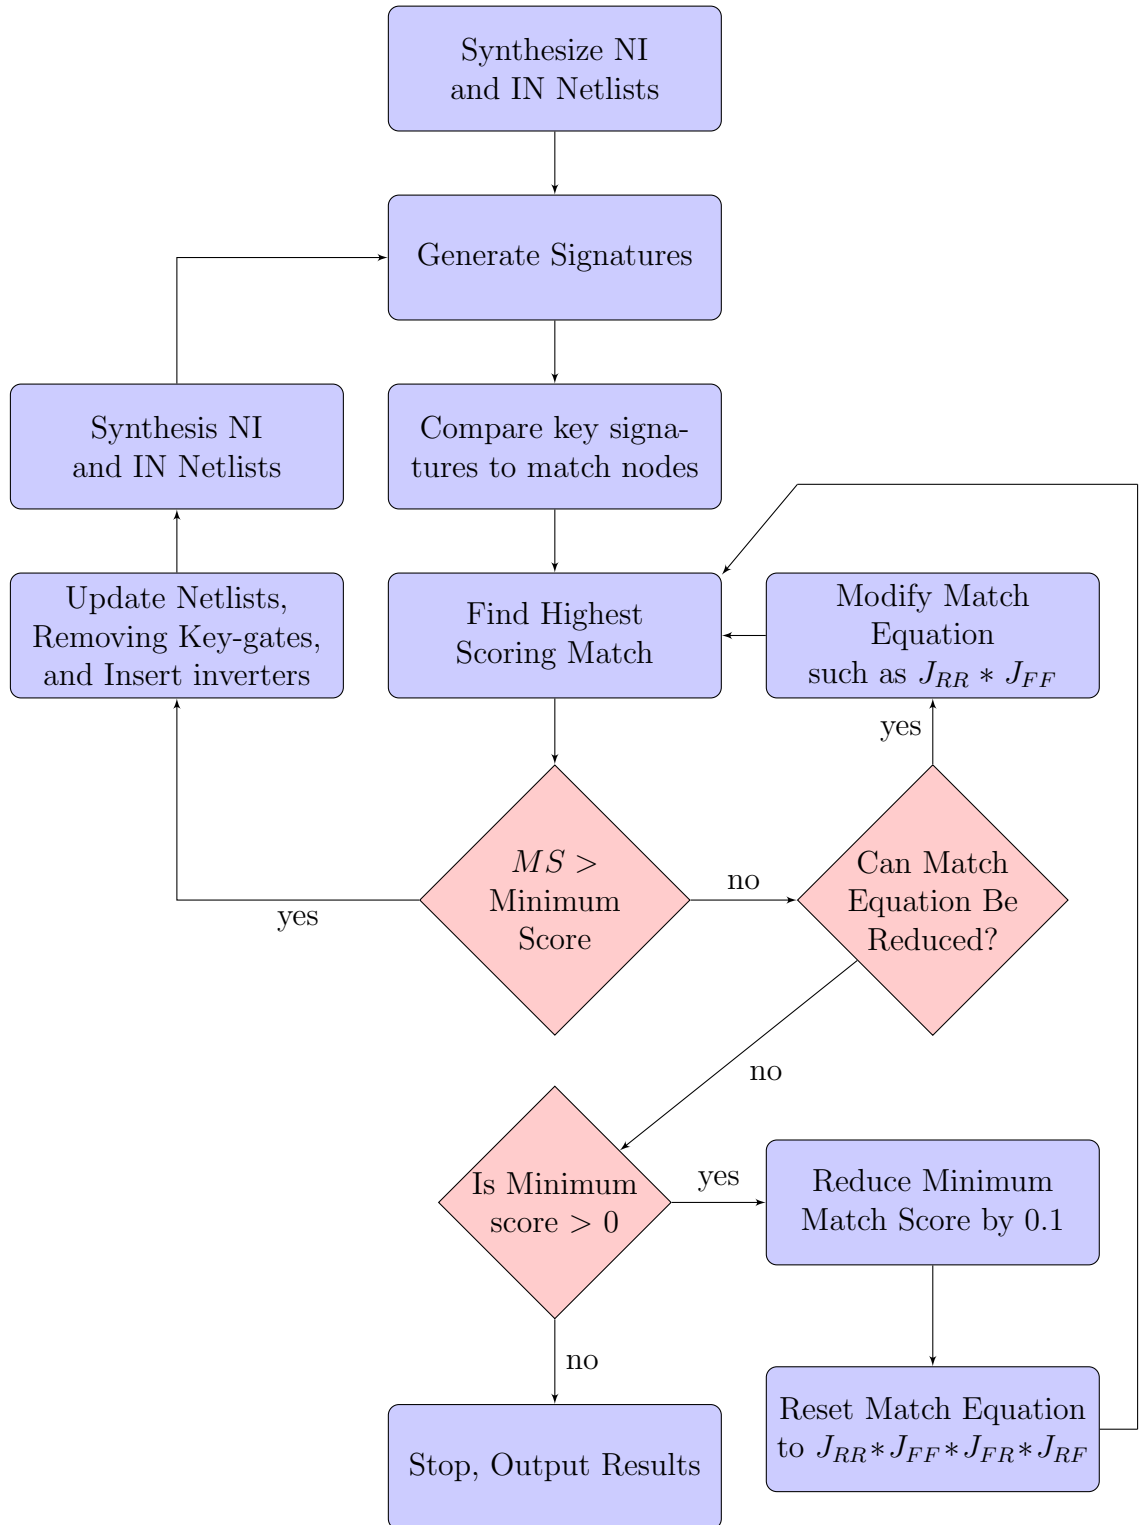 Synthesize NI
and IN Netlists
Generate Signatures
Synthesis NI
and IN Netlists
Compare key signa-
tures to match nodes
Update Netlists,
Removing Key-gates,
and Insert inverters
Find Highest
Scoring Match
Modify Match
Equation
such as $J_{RR} * J_{FF}$
yes
MS >
Minimum
Score
no
Can Match
Equation Be
Reduced?
yes
no
Is Minimum
score > 0
yes
Reduce Minimum
Match Score by 0.1
no
Stop, Output Results
Reset Match Equation
to $J_{RR} * J_{FF} * J_{FR} * J_{RF}$